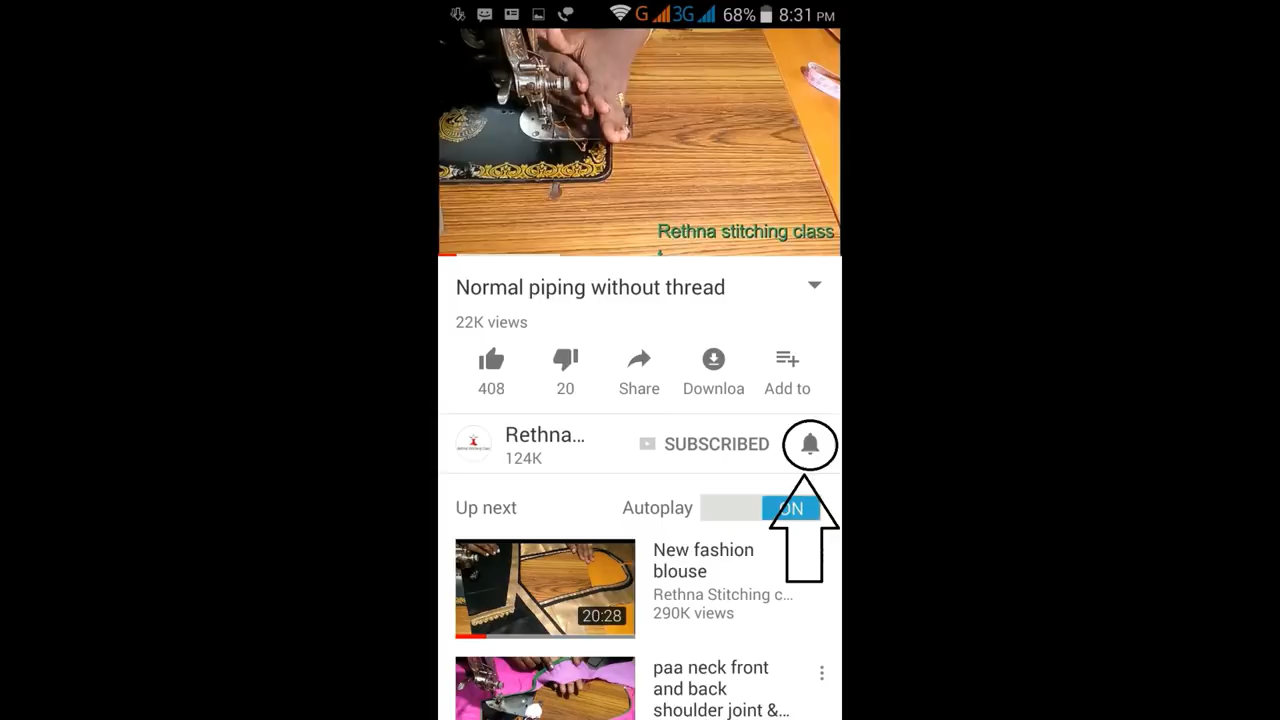 G 3G 68% 8:31 PM
Rethna stitching class
Normal piping without thread
22K views
408 20 Share Downloa Add to
Rethna… SUBSCRIBED
124K
Up next Autoplay ON
New fashion
blouse
Rethna Stitching c…
290K views
20:28
paa neck front
and back
shoulder joint &…